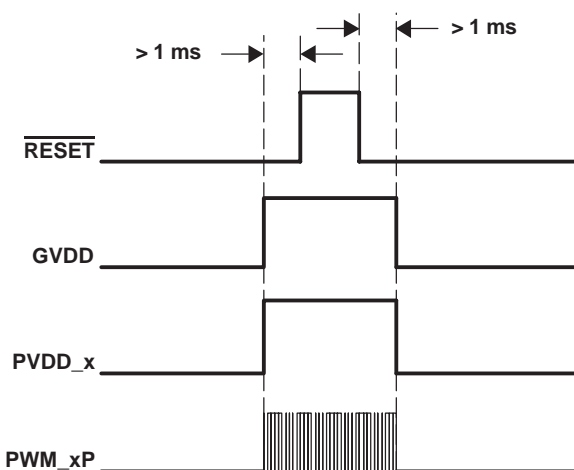 > 1 ms
> 1 ms
RESET
GVDD
PVDD_x
PWM_xP